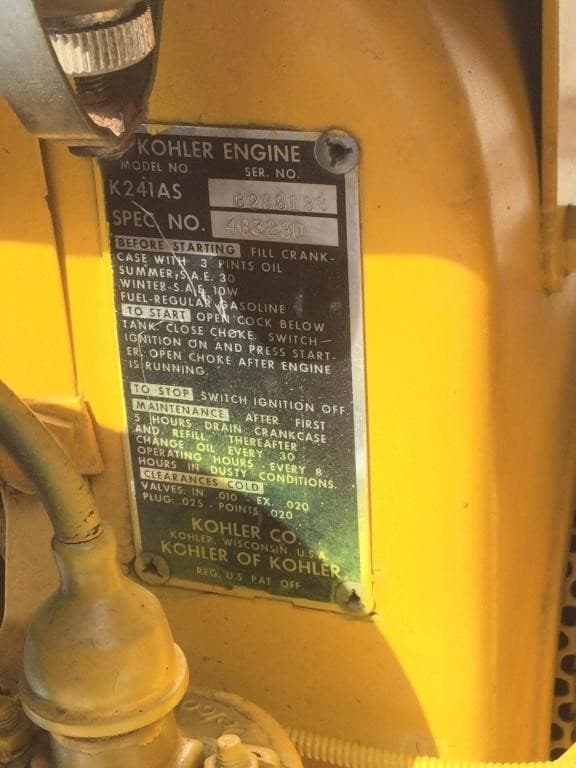 KOHLER ENGINE
MODEL NO. SER. NO.
K241AS
SPEC. NO.
BEFORE STARTING FILL CRANK-
CASE WITH 3 PINTS OIL
SUMMER-S.A.E. 30
WINTER-S.A.E. 10W
FUEL-REGULAR GASOLINE
TO START OPEN COCK BELOW
TANK, CLOSE CHOKE. SWITCH
IGNITION ON AND PRESS START-
ER. OPEN CHOKE AFTER ENGINE
IS RUNNING.
TO STOP SWITCH IGNITION OFF.
MAINTENANCE AFTER FIRST
5 HOURS DRAIN CRANKCASE
AND REFILL. THEREAFTER
CHANGE OIL EVERY 30
OPERATING HOURS EVERY 8
HOURS IN DUSTY CONDITIONS.
CLEARANCES COLD
VALVES: IN. .010 - EX. .020
PLUG: .025 - POINTS: .020
KOHLER CO.
KOHLER, WISCONSIN, U.S.A.
KOHLER OF KOHLER
REG. U.S. PAT. OFF.